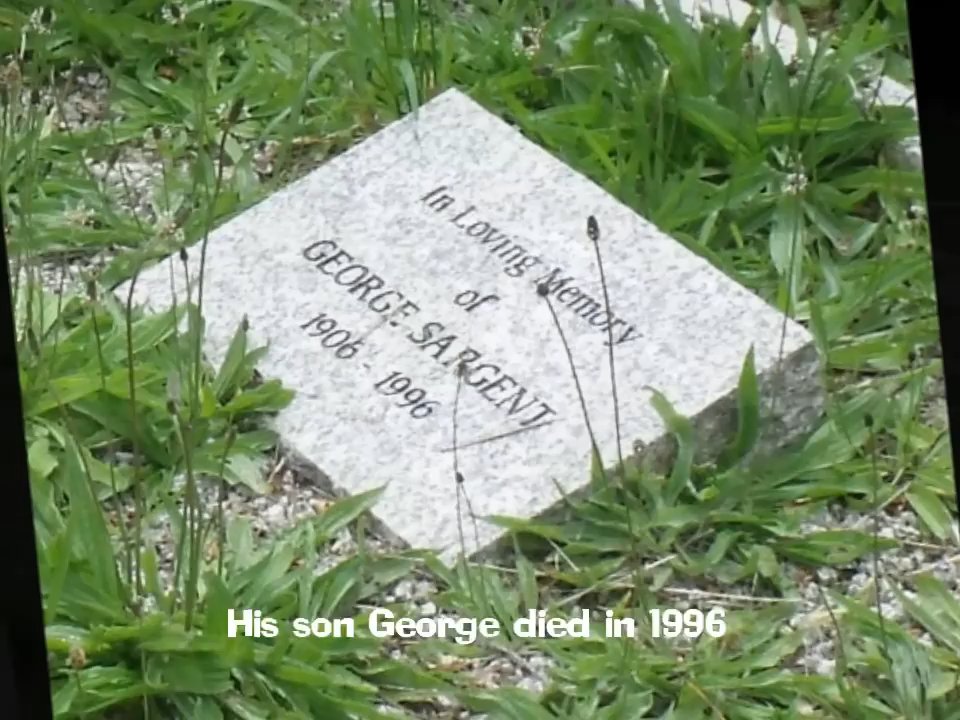 In Loving Memory
of
GEORGE SARGENT
1906 - 1996
His son George died in 1996